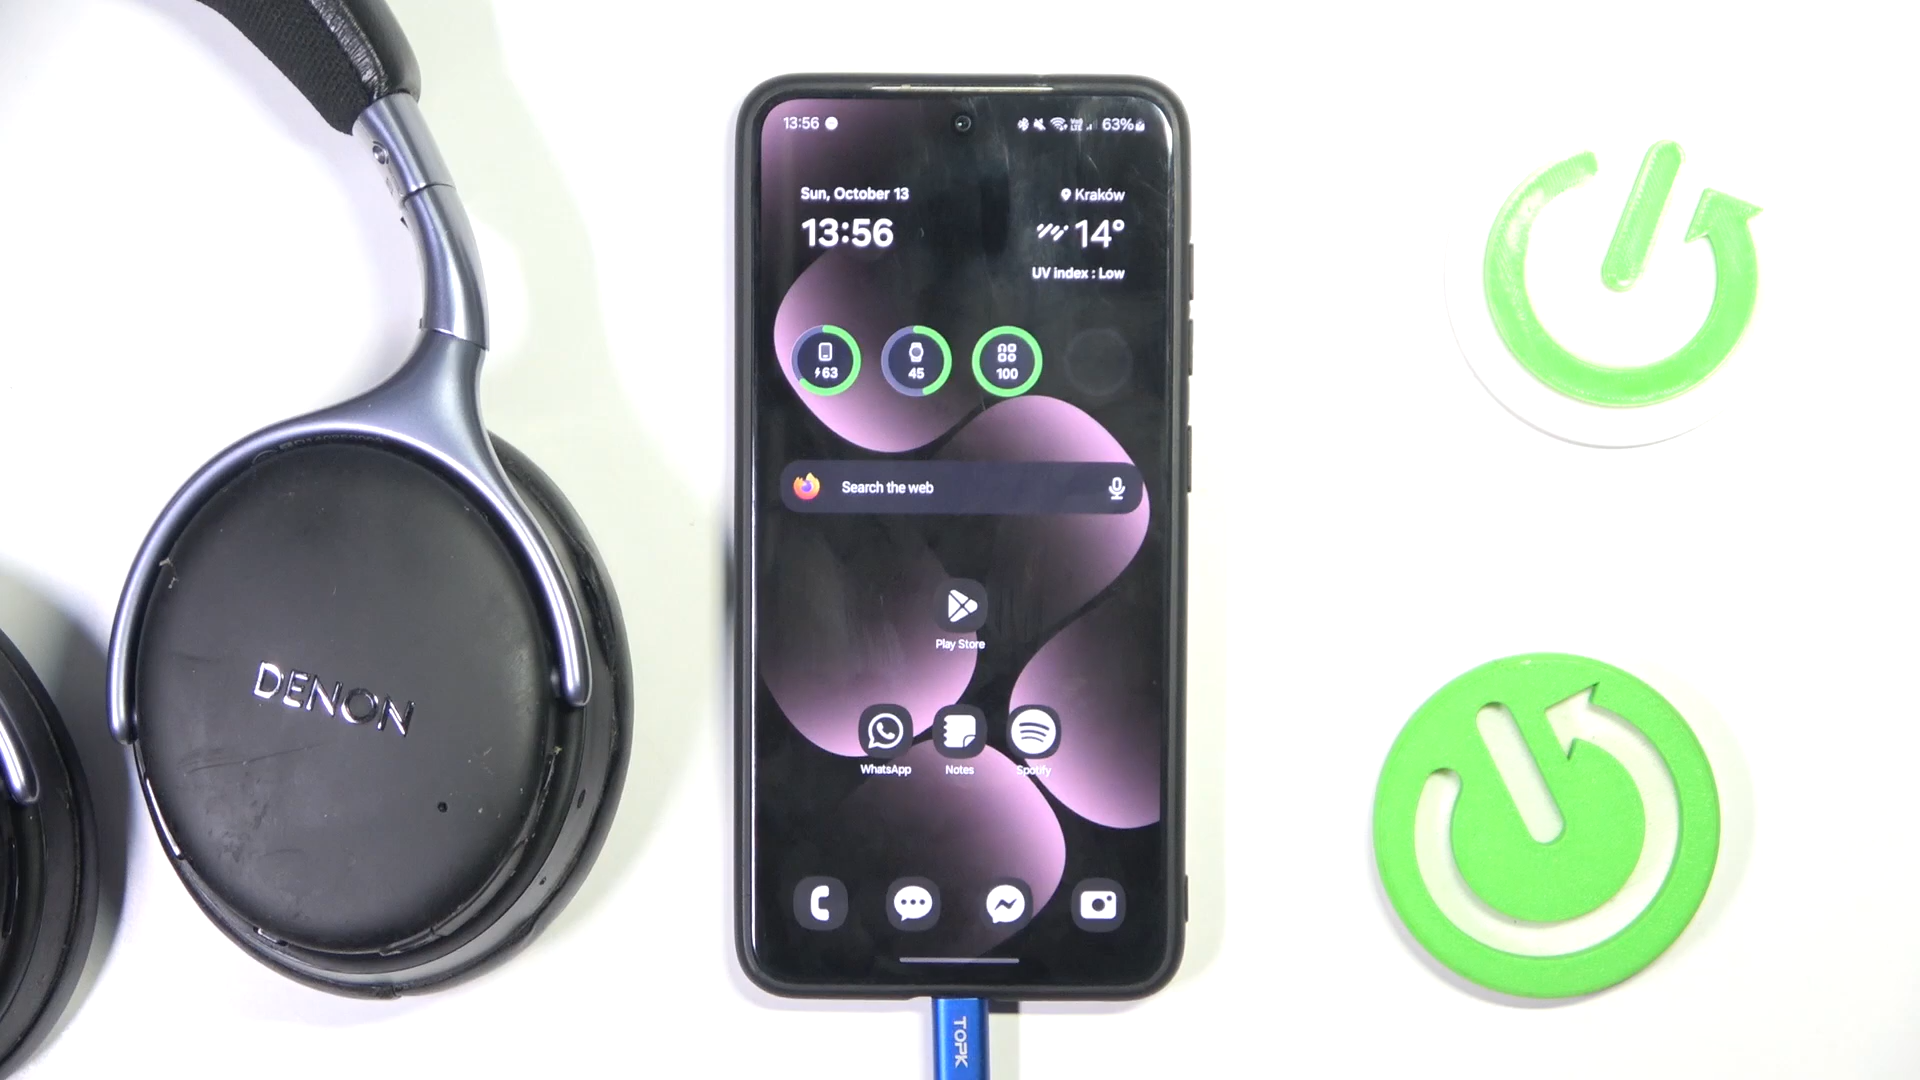 13:56
63%
Sun, October 13
Kraków
13:56
14°
UV index : Low
63
45
100
Search the web
Play Store
WhatsApp
Notes
Spotify
DENON
TOPK